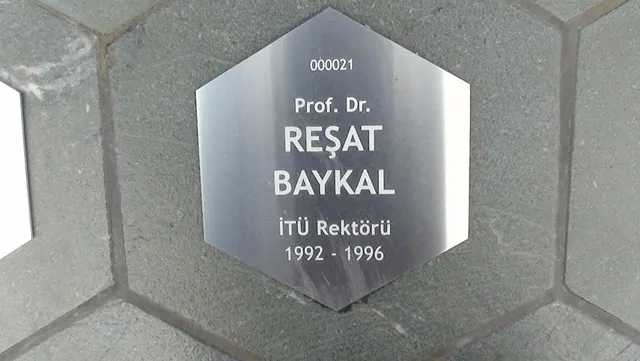 000021
Prof. Dr.
REŞAT
BAYKAL
İTÜ Rektörü
1992 - 1996